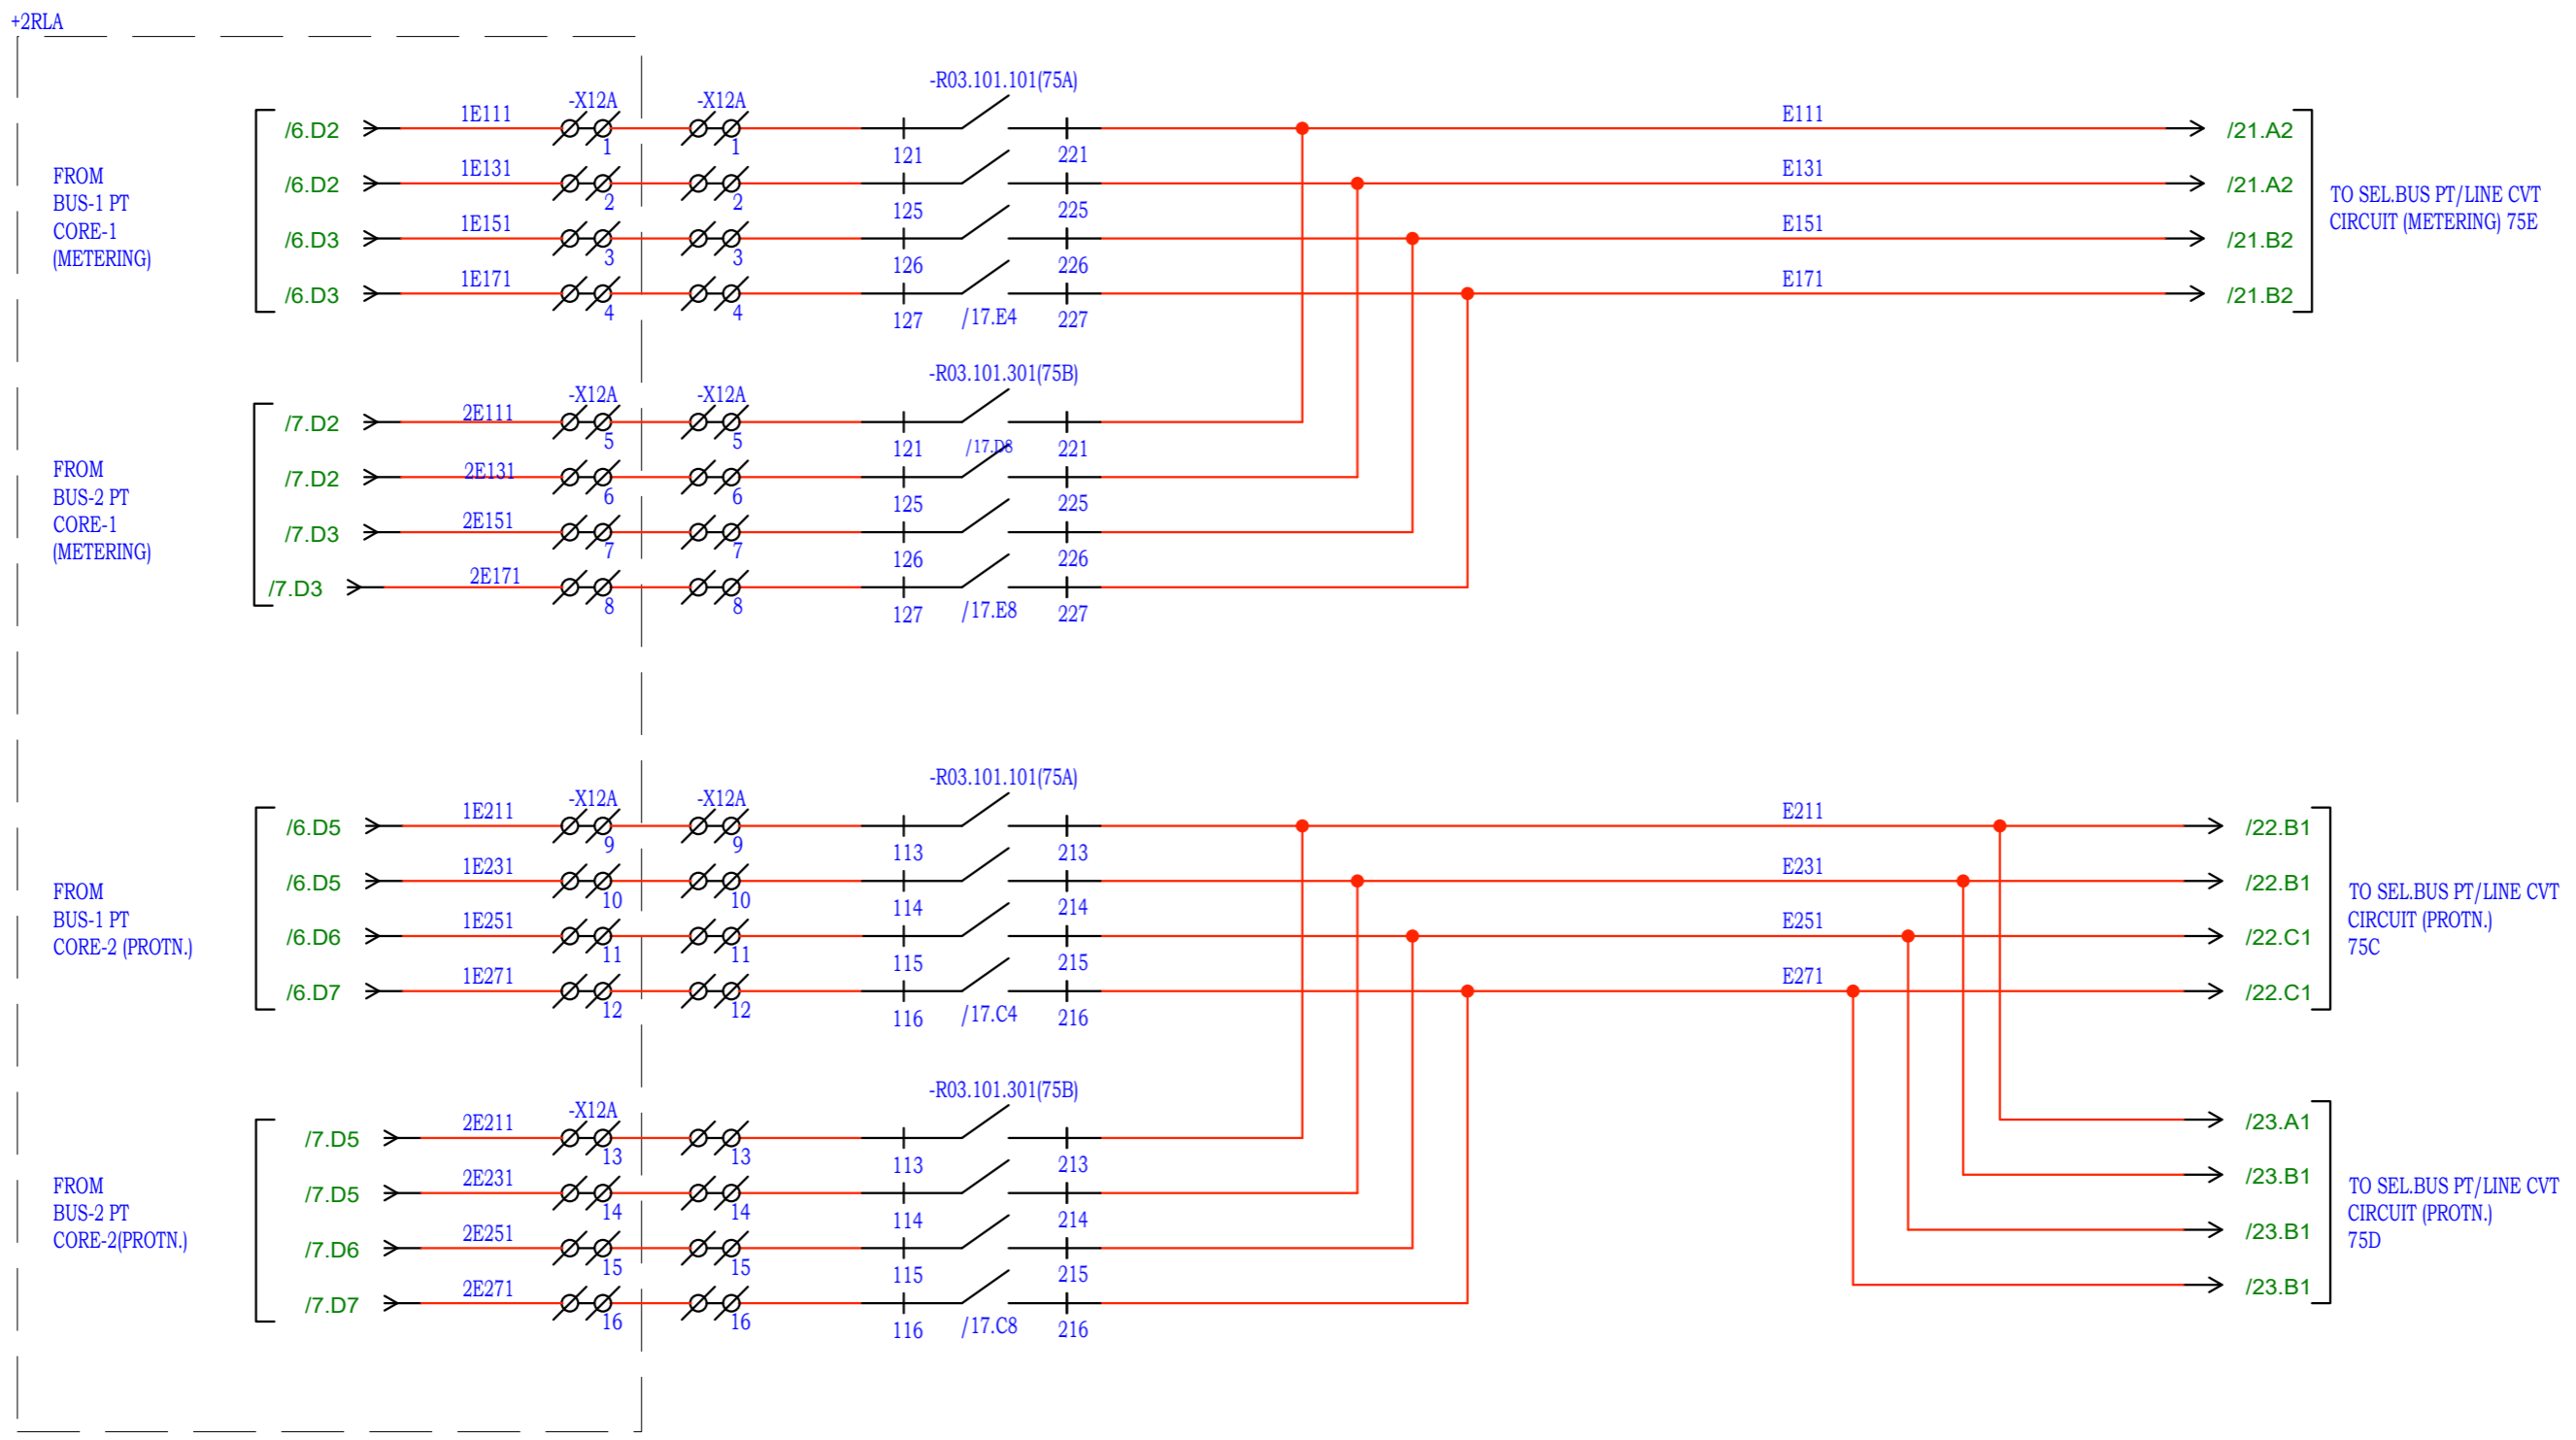 +2RLA
-R03.101.101(75A)
-X12A -X12A
/6.D2 1E111 1 1 121 221 E111 /21.A2
/6.D2 1E131 2 2 125 225 E131 /21.A2
/6.D3 1E151 3 3 126 226 E151 /21.B2
/6.D3 1E171 4 4 127 /17.E4 227 E171 /21.B2
FROM
BUS-1 PT
CORE-1
(METERING)
TO SEL.BUS PT/LINE CVT
CIRCUIT (METERING) 75E
-R03.101.301(75B)
-X12A -X12A
/7.D2 2E111 5 5 121 /17.D8 221
/7.D2 2E131 6 6 125 225
/7.D3 2E151 7 7 126 226
/7.D3 2E171 8 8 127 /17.E8 227
FROM
BUS-2 PT
CORE-1
(METERING)
-R03.101.101(75A)
-X12A -X12A
/6.D5 1E211 9 9 113 213 E211 /22.B1
/6.D5 1E231 10 10 114 214 E231 /22.B1
/6.D6 1E251 11 11 115 215 E251 /22.C1
/6.D7 1E271 12 12 116 /17.C4 216 E271 /22.C1
FROM
BUS-1 PT
CORE-2 (PROTN.)
TO SEL.BUS PT/LINE CVT
CIRCUIT (PROTN.)
75C
-R03.101.301(75B)
-X12A
/7.D5 2E211 13 13 113 213 /23.A1
/7.D5 2E231 14 14 114 214 /23.B1
/7.D6 2E251 15 15 115 215 /23.B1
/7.D7 2E271 16 16 116 /17.C8 216 /23.B1
FROM
BUS-2 PT
CORE-2(PROTN.)
TO SEL.BUS PT/LINE CVT
CIRCUIT (PROTN.)
75D